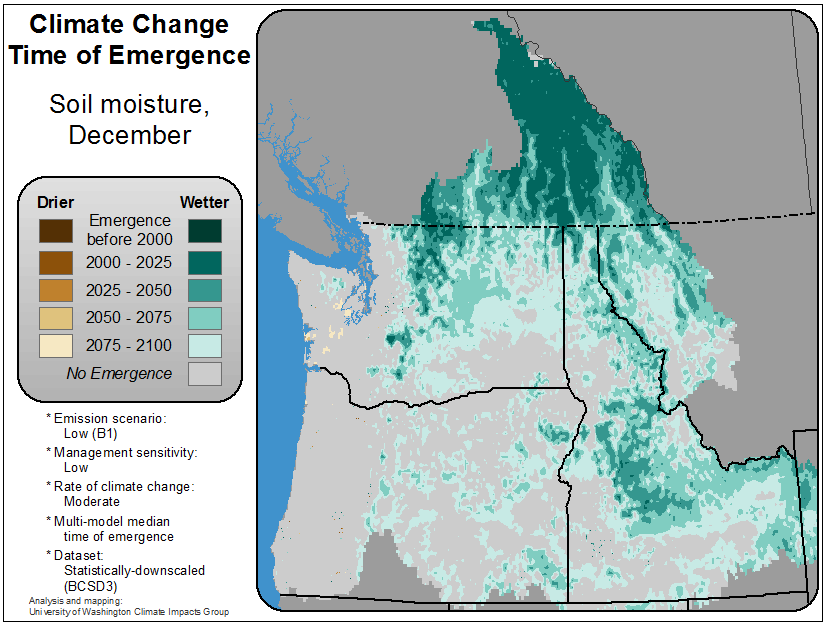 Climate Change
Time of Emergence
Soil moisture,
December
Drier
Wetter
Emergence
before 2000
2000 - 2025
2025 - 2050
2050 - 2075
2075 - 2100
No Emergence
* Emission scenario:
Low (B1)
* Management sensitivity:
Low
* Rate of climate change:
Moderate
* Multi-model median
time of emergence
* Dataset:
Statistically-downscaled
(BCSD3)
Analysis and mapping:
University of Washington Climate Impacts Group